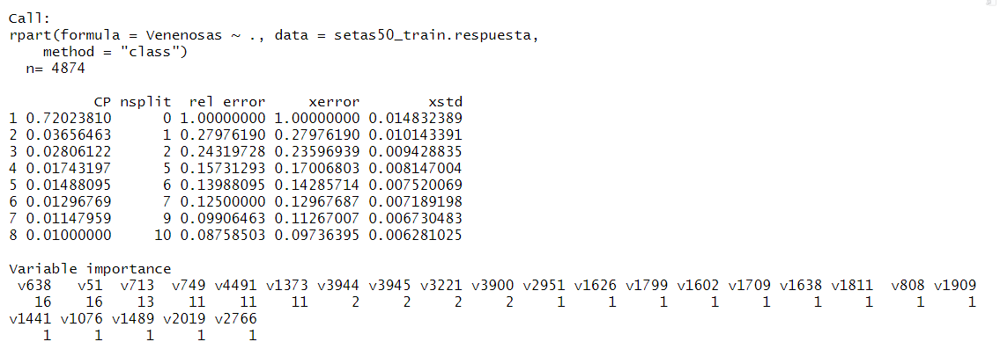 Call:
rpart(formula = Venenosas ~ ., data = setas50_train.respuesta,
    method = "class")
  n= 4874

          CP nsplit  rel error     xerror        xstd
1 0.72023810      0 1.00000000 1.00000000 0.014832389
2 0.03656463      1 0.27976190 0.27976190 0.010143391
3 0.02806122      2 0.24319728 0.23596939 0.009428835
4 0.01743197      5 0.15731293 0.17006803 0.008147004
5 0.01488095      6 0.13988095 0.14285714 0.007520069
6 0.01296769      7 0.12500000 0.12967687 0.007189198
7 0.01147959      9 0.09906463 0.11267007 0.006730483
8 0.01000000     10 0.08758503 0.09736395 0.006281025

Variable importance
 v638   v51  v713  v749 v4491 v1373 v3944 v3945 v3221 v3900 v2951 v1626 v1799 v1602 v1709 v1638 v1811  v808 v1909
   16    16    13    11    11    11     2     2     2     2     1     1     1     1     1     1     1     1     1
v1441 v1076 v1489 v2019 v2766
    1     1     1     1     1